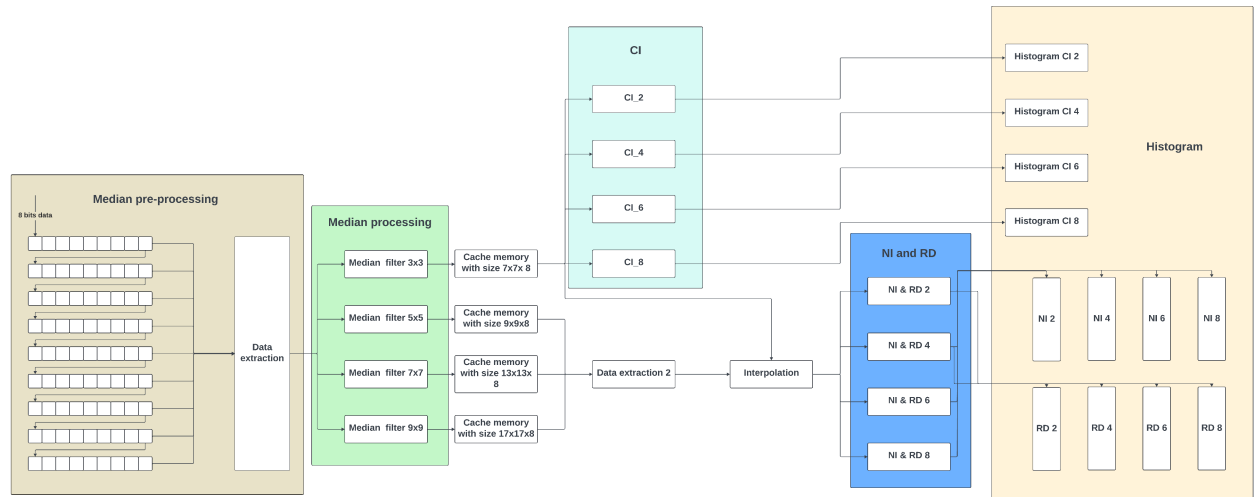 Median pre-processing
8 bits data
Data
extraction
Median processing
Median filter 3x3
Median filter 5x5
Median filter 7x7
Median filter 9x9
Cache memory
with size 7x7x 8
Cache memory
with size 9x9x8
Cache memory
with size 13x13x
8
Cache memory
with size 17x17x8
CI
CI_2
CI_4
CI_6
CI_8
Data extraction 2
Interpolation
NI and RD
NI & RD 2
NI & RD 4
NI & RD 6
NI & RD 8
Histogram
Histogram CI 2
Histogram CI 4
Histogram CI 6
Histogram CI 8
NI 2
NI 4
NI 6
NI 8
RD 2
RD 4
RD 6
RD 8